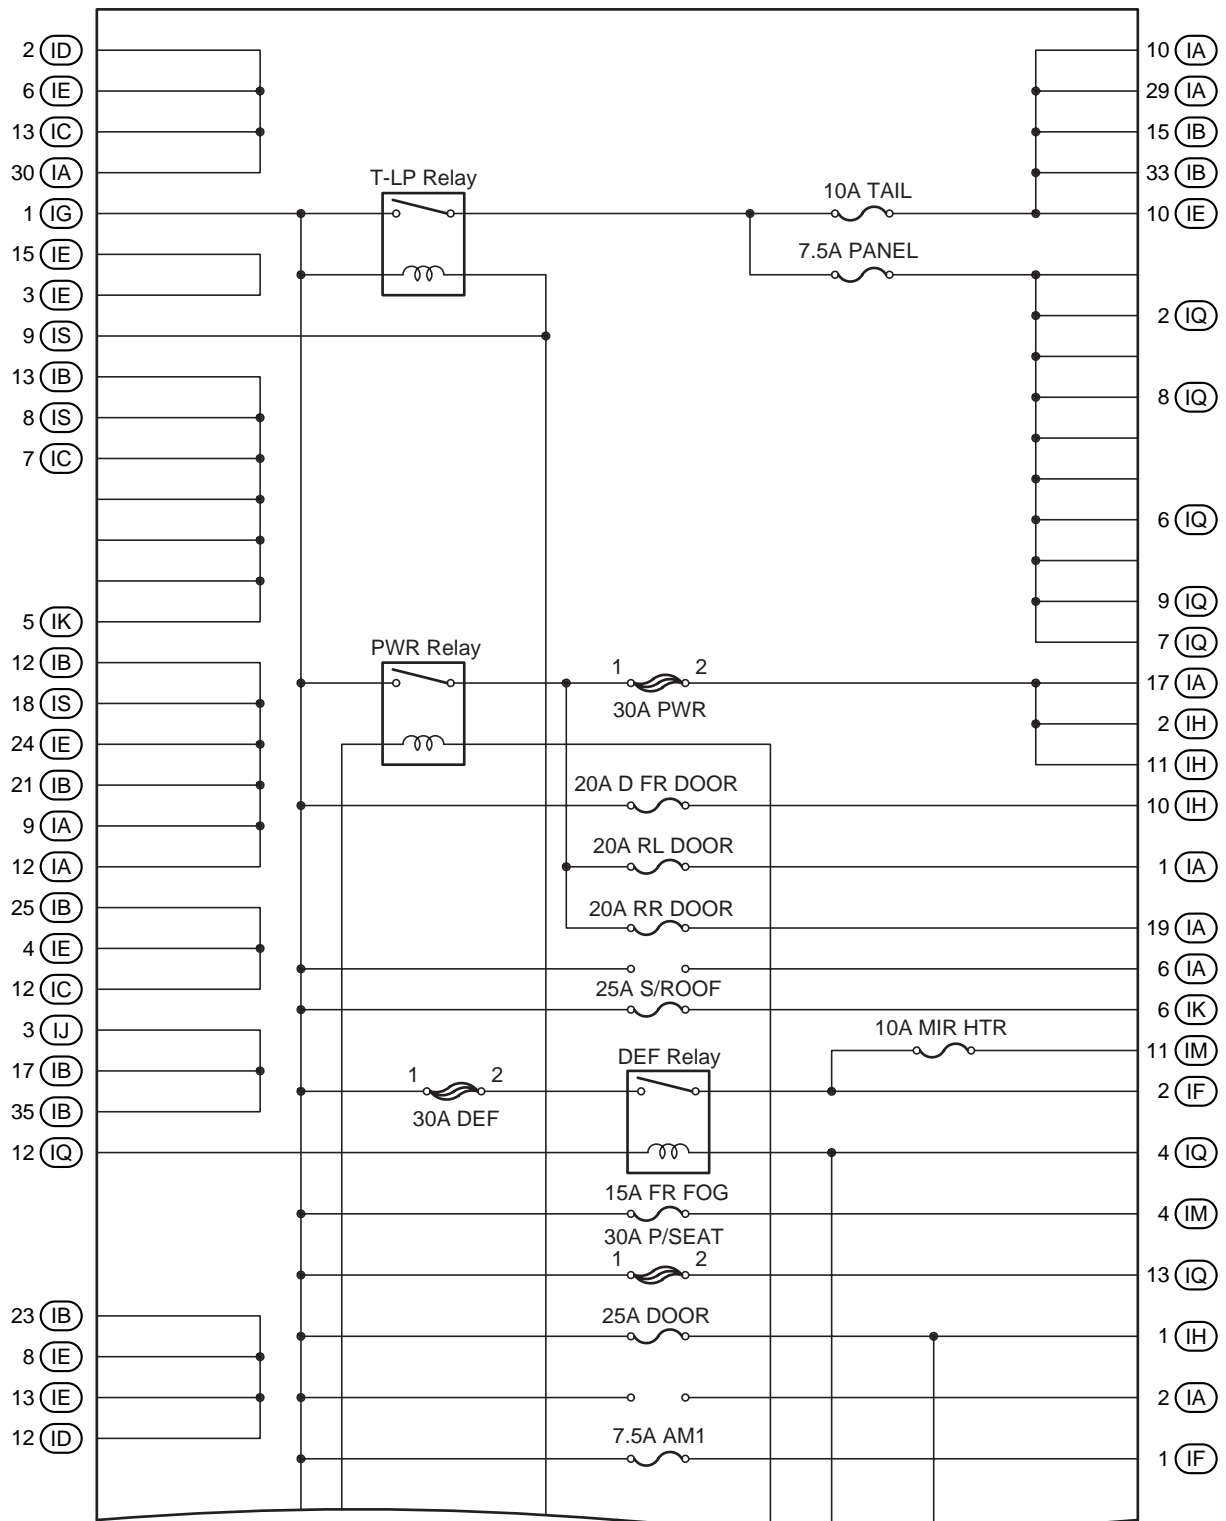 2 ID
10 IA
6 IE
29 IA
13 IC
15 IB
30 IA
33 IB
T-LP Relay
10A TAIL
1 IG
10 IE
15 IE
7.5A PANEL
3 IE
2 IQ
9 IS
13 IB
8 IQ
8 IS
7 IC
6 IQ
9 IQ
5 IK
7 IQ
PWR Relay
12 IB
1 2
17 IA
30A PWR
18 IS
2 IH
24 IE
11 IH
21 IB
20A D FR DOOR
10 IH
9 IA
20A RL DOOR
12 IA
1 IA
25 IB
20A RR DOOR
19 IA
4 IE
6 IA
12 IC
25A S/ROOF
6 IK
3 IJ
10A MIR HTR
11 IM
DEF Relay
17 IB
1 2
2 IF
30A DEF
35 IB
12 IQ
4 IQ
15A FR FOG
4 IM
30A P/SEAT
1 2
13 IQ
23 IB
25A DOOR
1 IH
8 IE
13 IE
2 IA
12 ID
7.5A AM1
1 IF